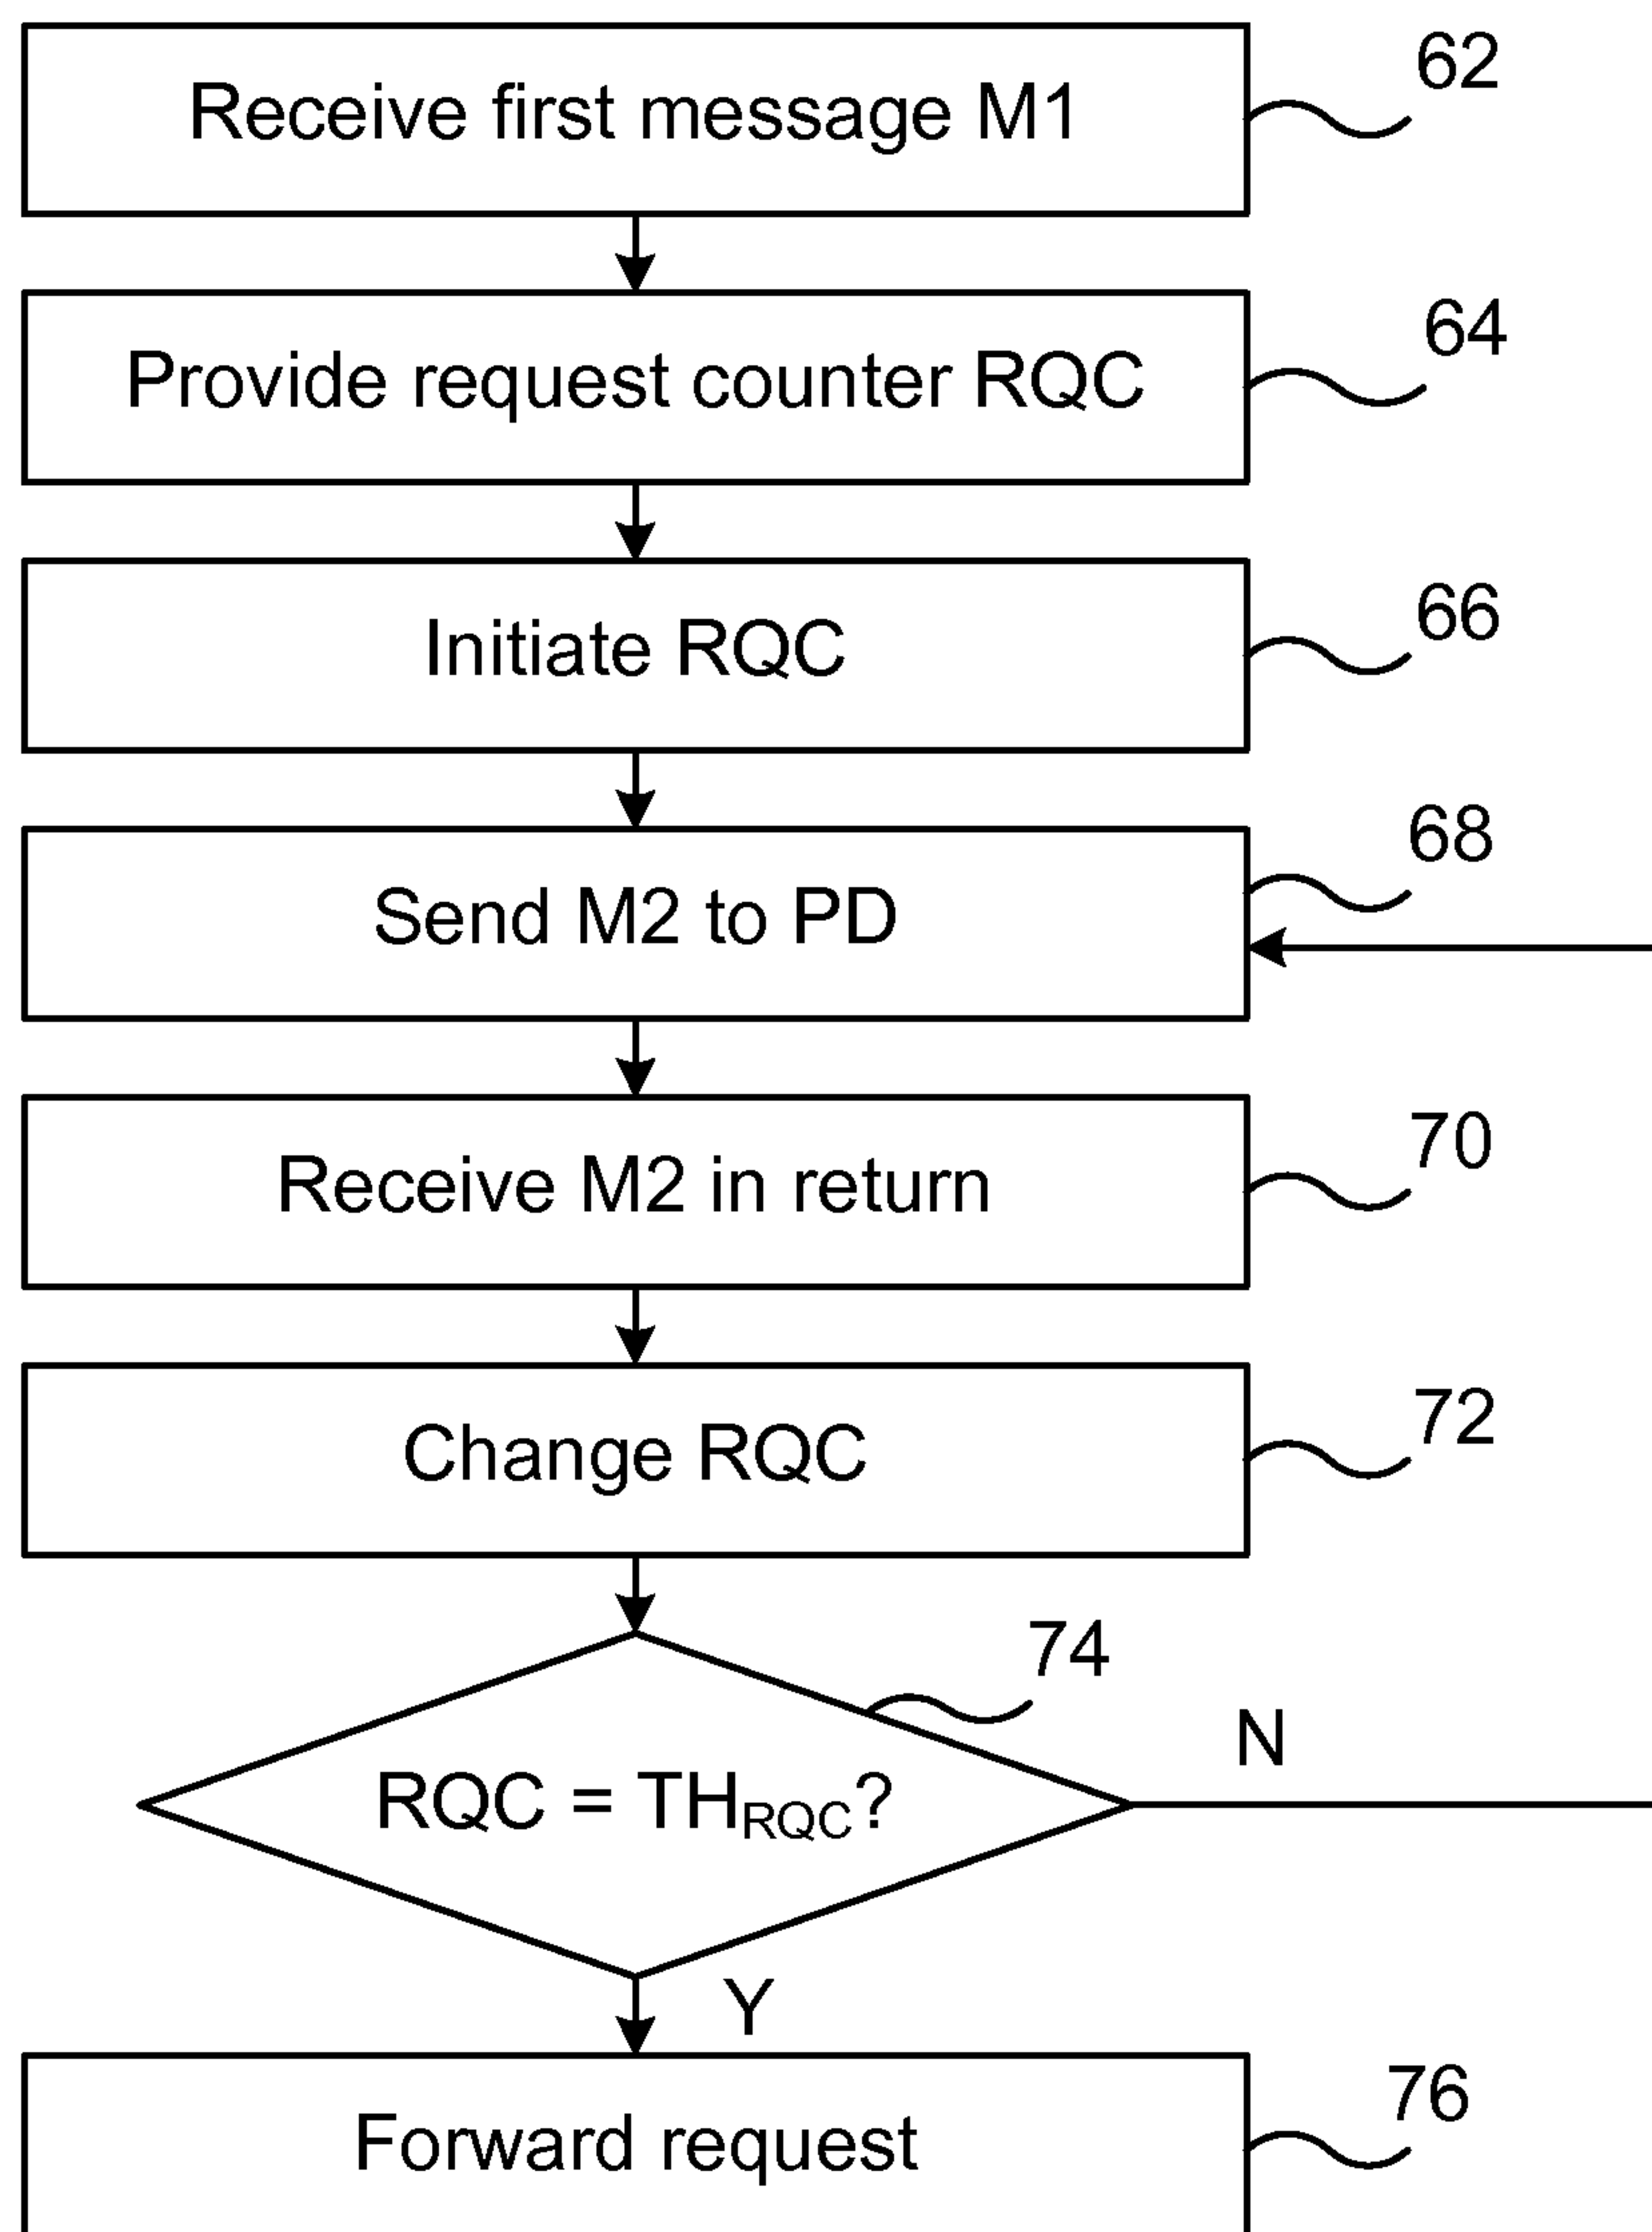 Receive first message M1
62
Provide request counter RQC
64
Initiate RQC
66
Send M2 to PD
68
Receive M2 in return
70
Change RQC
72
RQC = THRQC?
74
N
Y
Forward request
76